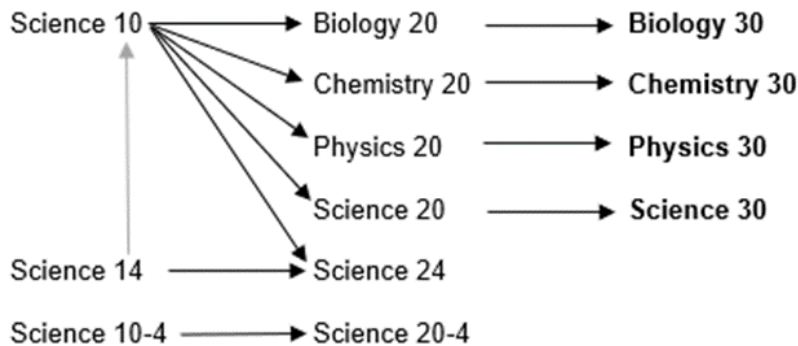 Science 10 Biology 20 Biology 30
Chemistry 20 Chemistry 30
Physics 20 Physics 30
Science 20 Science 30
Science 14 Science 24
Science 10-4 Science 20-4